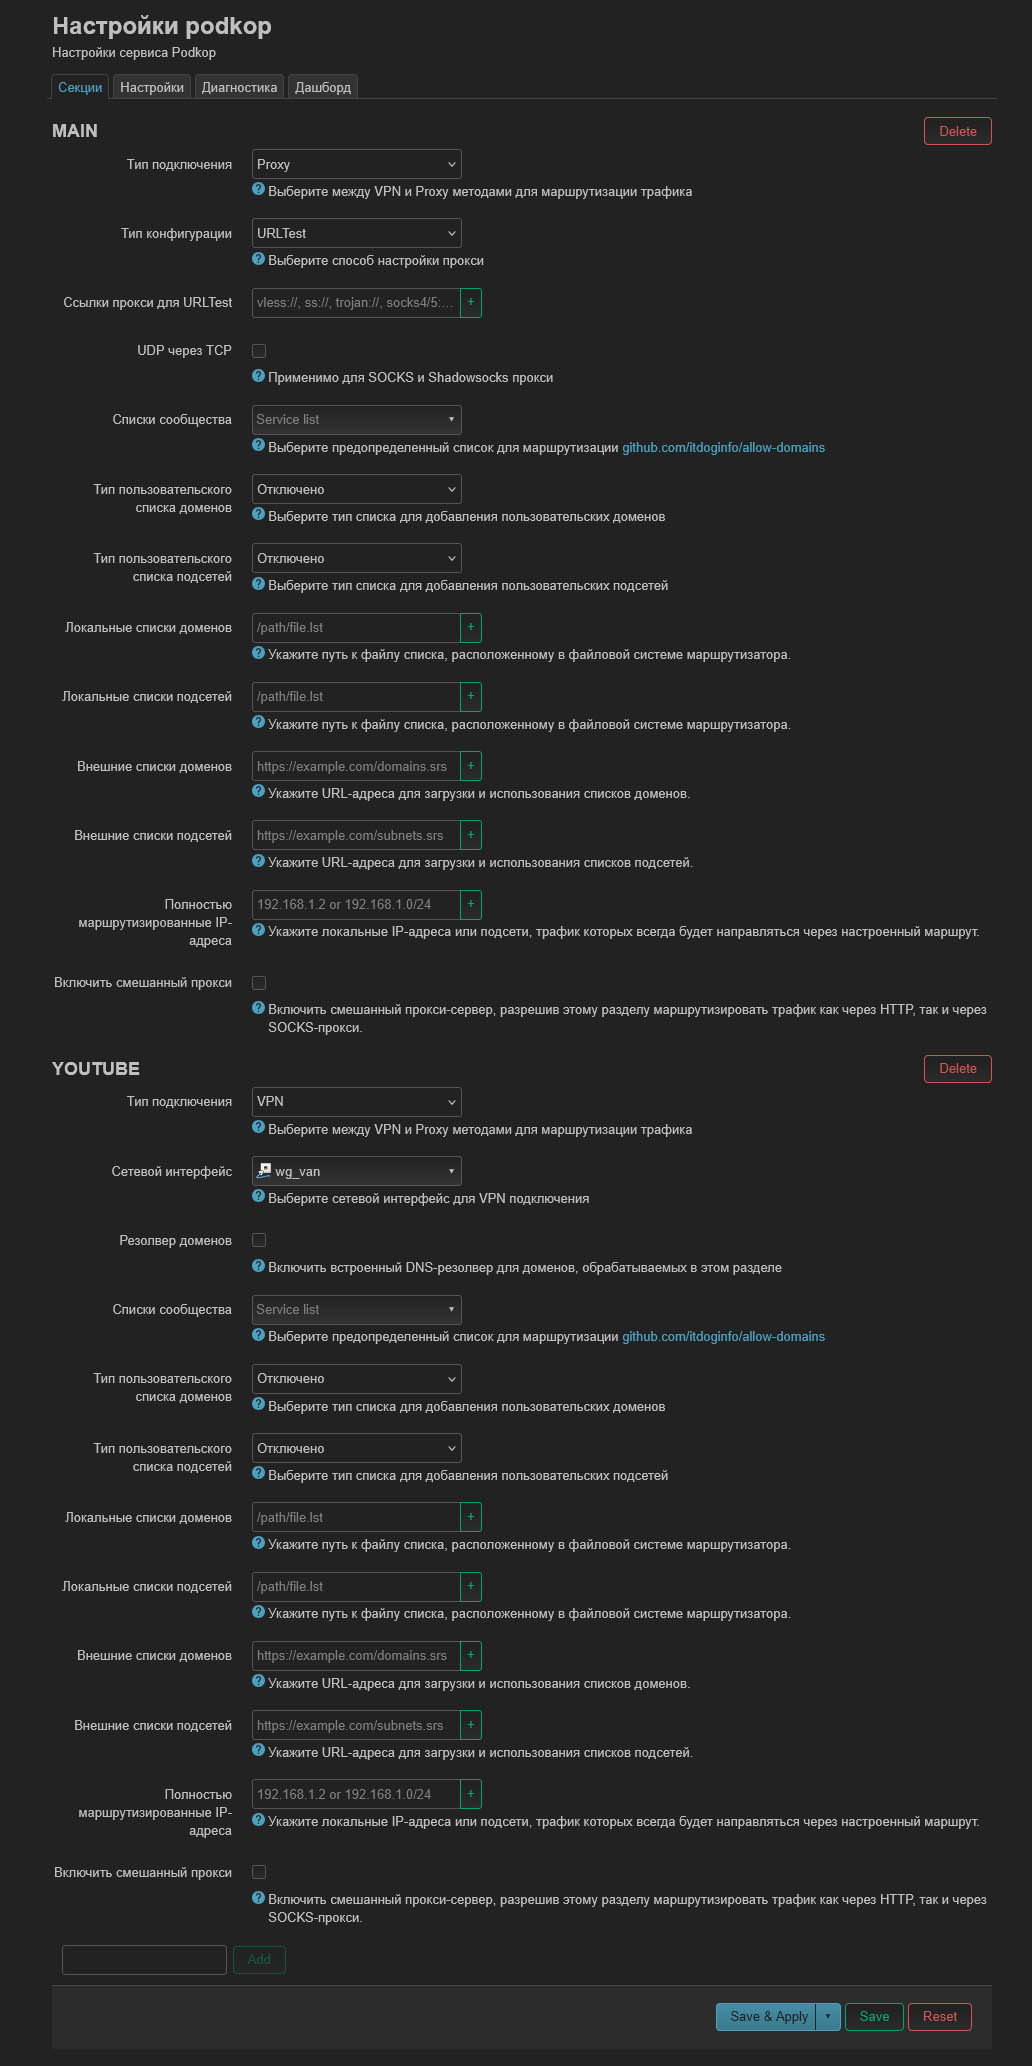 Настройки podkop
Настройки сервиса Podkop
Секции Настройки Диагностика Дашборд
MAIN Delete
Тип подключения Proxy
? Выберите между VPN и Proxy методами для маршрутизации трафика
Тип конфигурации URLTest
? Выберите способ настройки прокси
Ссылки прокси для URLTest vless://, ss://, trojan://, socks4/5:... +
UDP через TCP
? Применимо для SOCKS и Shadowsocks прокси
Списки сообщества Service list
? Выберите предопределенный список для маршрутизации github.com/itdoginfo/allow-domains
Тип пользовательского
списка доменов
Отключено
? Выберите тип списка для добавления пользовательских доменов
Тип пользовательского
списка подсетей
Отключено
? Выберите тип списка для добавления пользовательских подсетей
Локальные списки доменов /path/file.lst +
? Укажите путь к файлу списка, расположенному в файловой системе маршрутизатора.
Локальные списки подсетей /path/file.lst +
? Укажите путь к файлу списка, расположенному в файловой системе маршрутизатора.
Внешние списки доменов https://example.com/domains.srs +
? Укажите URL-адреса для загрузки и использования списков доменов.
Внешние списки подсетей https://example.com/subnets.srs +
? Укажите URL-адреса для загрузки и использования списков подсетей.
Полностью
маршрутизированные IP-
адреса
192.168.1.2 or 192.168.1.0/24 +
? Укажите локальные IP-адреса или подсети, трафик которых всегда будет направляться через настроенный маршрут.
Включить смешанный прокси
? Включить смешанный прокси-сервер, разрешив этому разделу маршрутизировать трафик как через HTTP, так и через
SOCKS-прокси.
YOUTUBE Delete
Тип подключения VPN
? Выберите между VPN и Proxy методами для маршрутизации трафика
Сетевой интерфейс wg_van
? Выберите сетевой интерфейс для VPN подключения
Резолвер доменов
? Включить встроенный DNS-резолвер для доменов, обрабатываемых в этом разделе
Списки сообщества Service list
? Выберите предопределенный список для маршрутизации github.com/itdoginfo/allow-domains
Тип пользовательского
списка доменов
Отключено
? Выберите тип списка для добавления пользовательских доменов
Тип пользовательского
списка подсетей
Отключено
? Выберите тип списка для добавления пользовательских подсетей
Локальные списки доменов /path/file.lst +
? Укажите путь к файлу списка, расположенному в файловой системе маршрутизатора.
Локальные списки подсетей /path/file.lst +
? Укажите путь к файлу списка, расположенному в файловой системе маршрутизатора.
Внешние списки доменов https://example.com/domains.srs +
? Укажите URL-адреса для загрузки и использования списков доменов.
Внешние списки подсетей https://example.com/subnets.srs +
? Укажите URL-адреса для загрузки и использования списков подсетей.
Полностью
маршрутизированные IP-
адреса
192.168.1.2 or 192.168.1.0/24 +
? Укажите локальные IP-адреса или подсети, трафик которых всегда будет направляться через настроенный маршрут.
Включить смешанный прокси
? Включить смешанный прокси-сервер, разрешив этому разделу маршрутизировать трафик как через HTTP, так и через
SOCKS-прокси.
Add
Save & Apply Save Reset